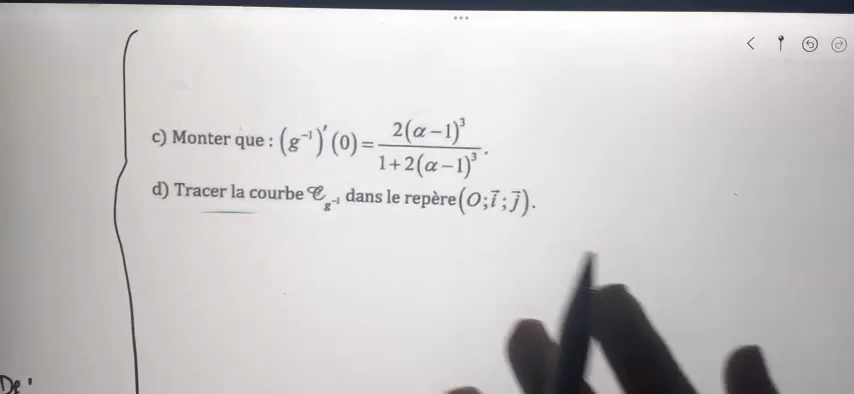 c) Monter que : (g⁻¹)′(0) = 2(α−1)³ / 1+2(α−1)³ .
d) Tracer la courbe 𝒞g⁻¹ dans le repère (O; i⃗ ; j⃗).
De'